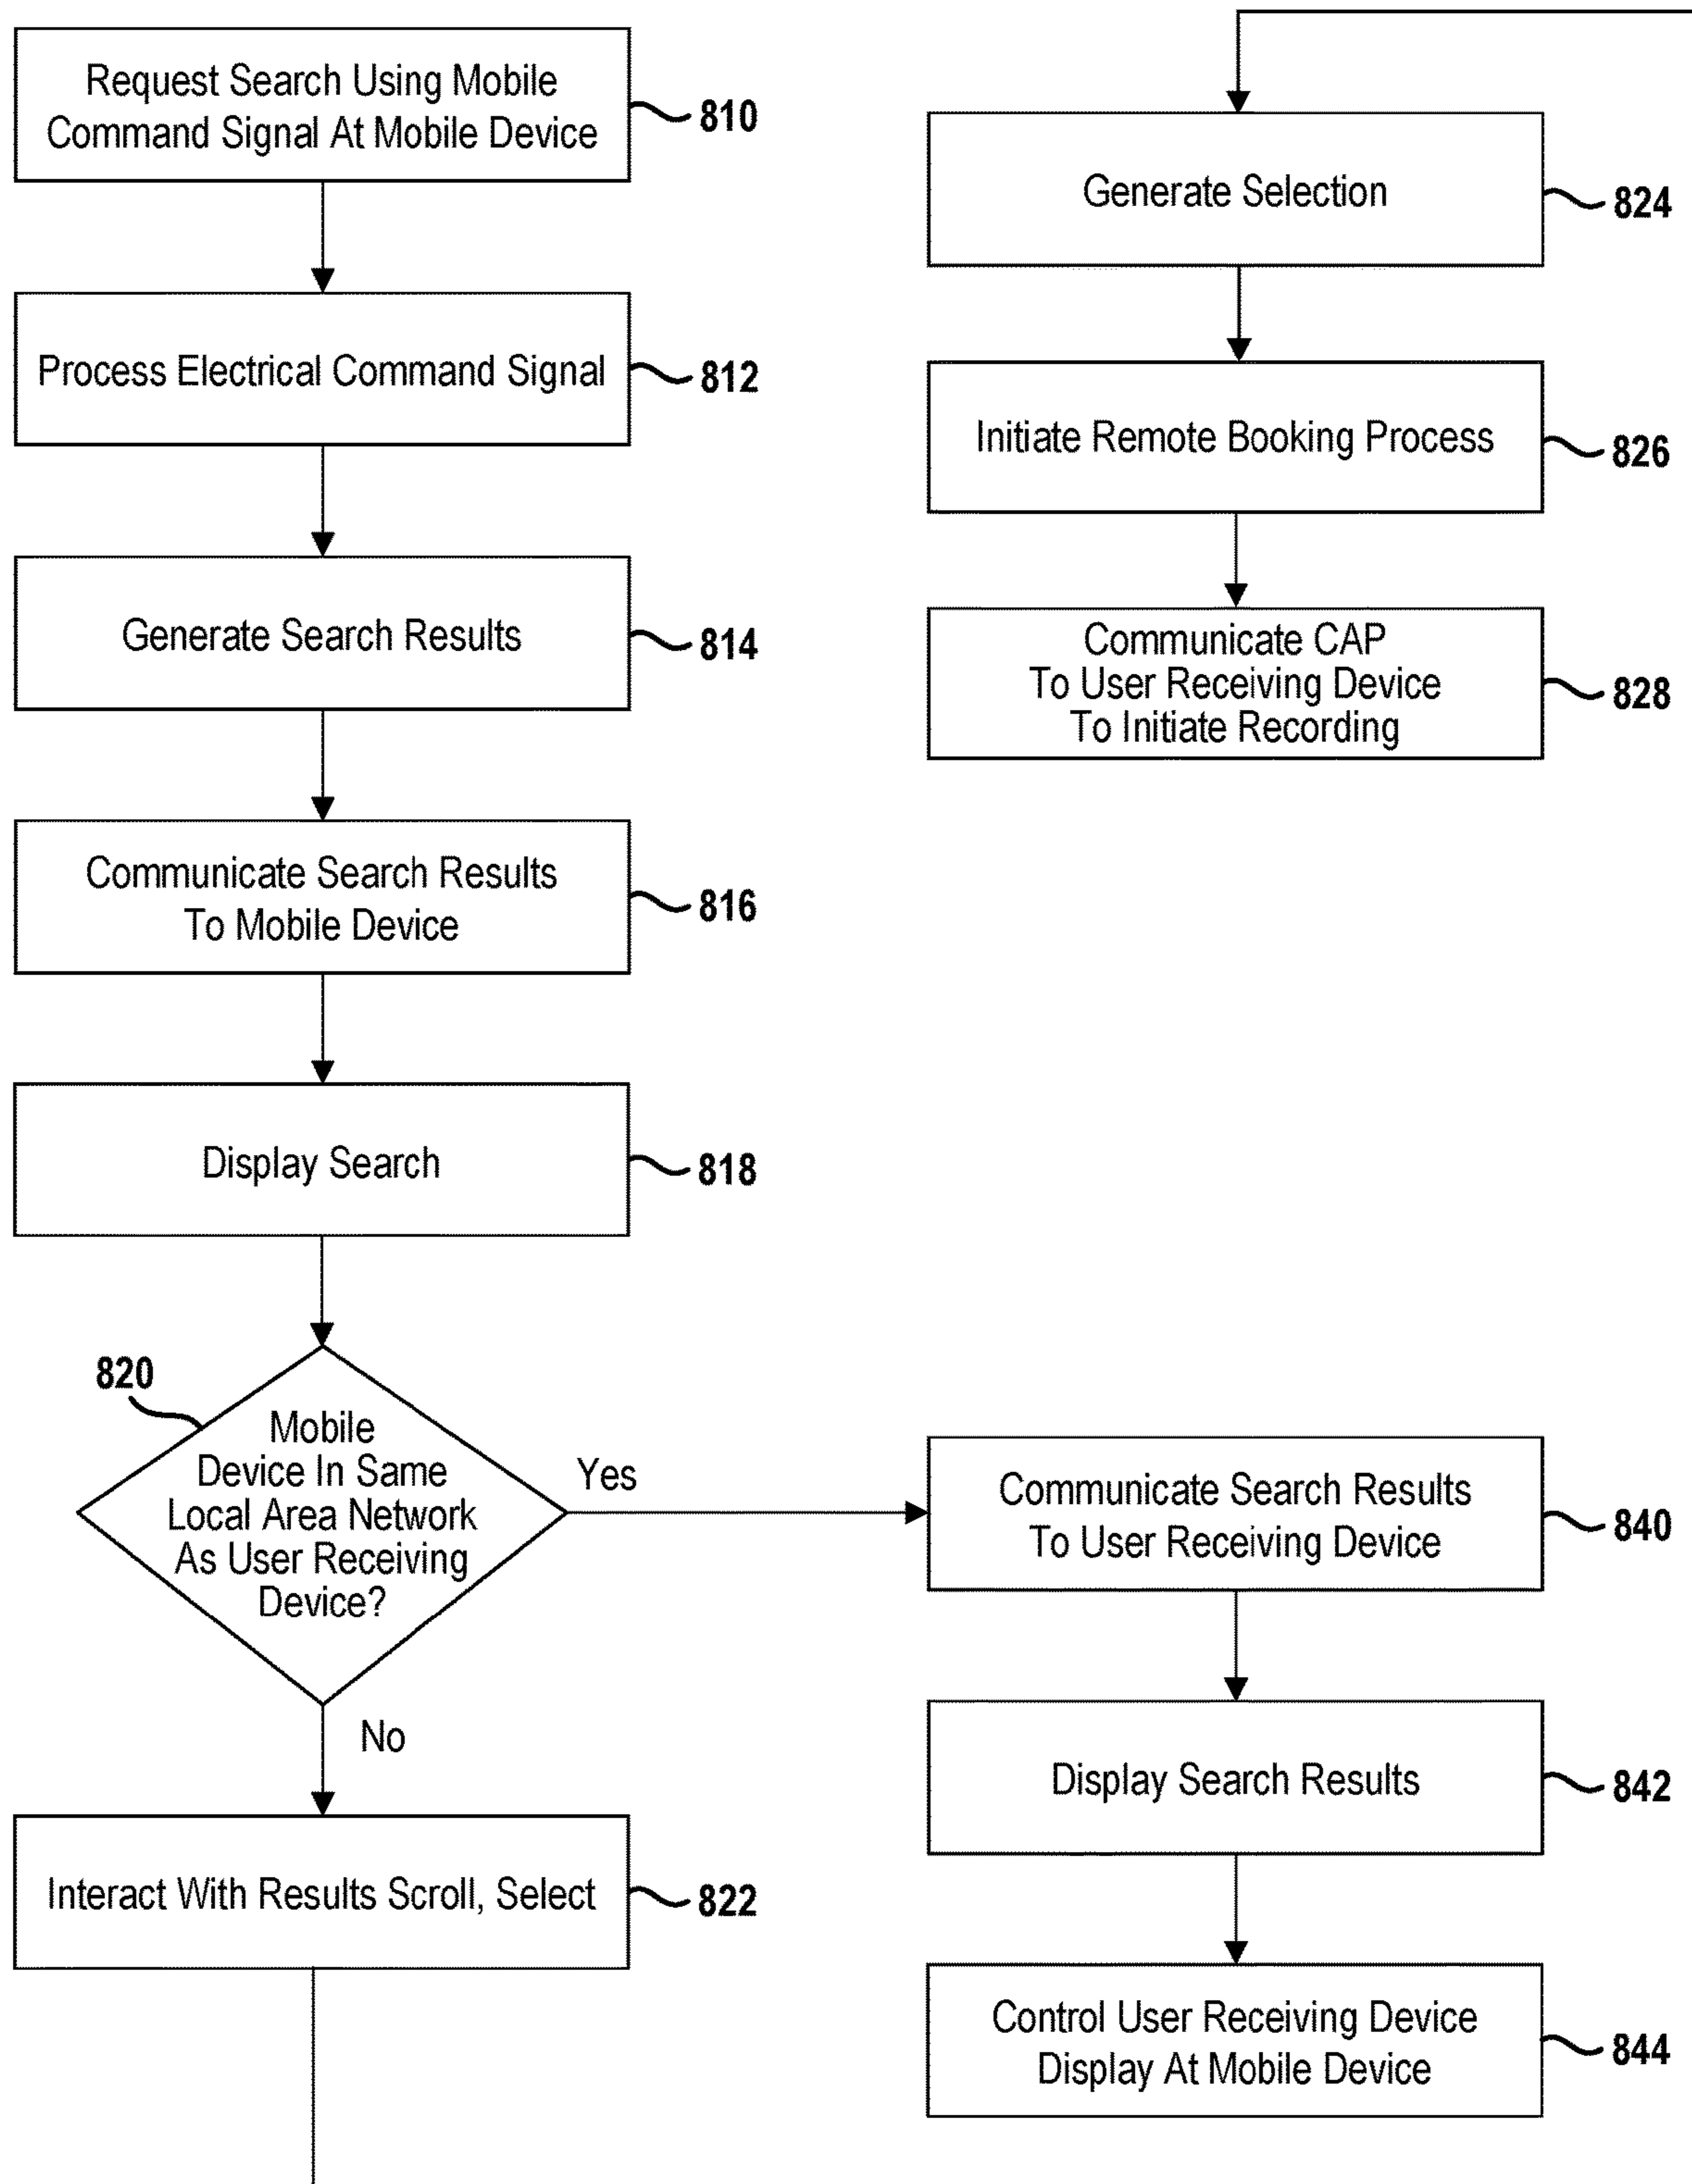 Request Search Using Mobile
Command Signal At Mobile Device
810
Process Electrical Command Signal
812
Generate Search Results
814
Communicate Search Results
To Mobile Device
816
Display Search
818
820
Mobile
Device In Same
Local Area Network
As User Receiving
Device?
Yes
No
Interact With Results Scroll, Select
822
Generate Selection
824
Initiate Remote Booking Process
826
Communicate CAP
To User Receiving Device
To Initiate Recording
828
Communicate Search Results
To User Receiving Device
840
Display Search Results
842
Control User Receiving Device
Display At Mobile Device
844